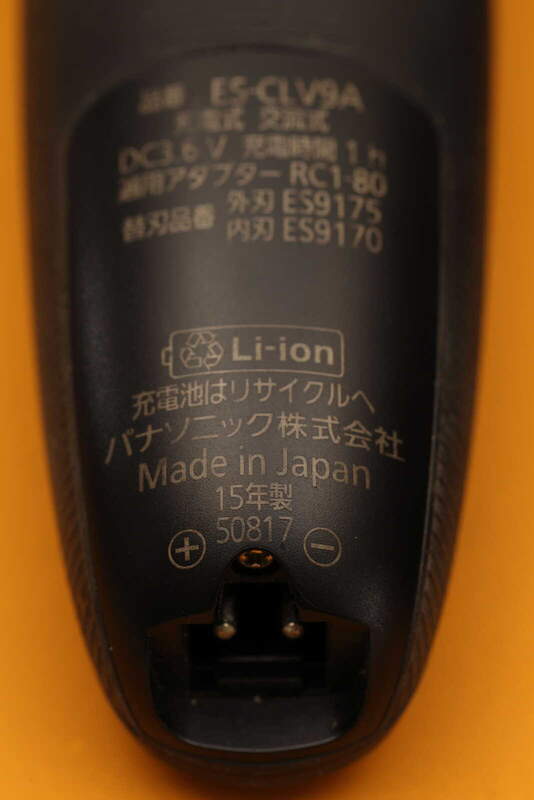 品番 ES-CLV9A
充電式 交流式
DC3.6V 充電時間 1 h
適用アダプター RC1-80
替刃品番 外刃 ES9175
内刃 ES9170
Li-ion
充電池はリサイクルへ
パナソニック株式会社
Made in Japan
15年製
50817
+ −